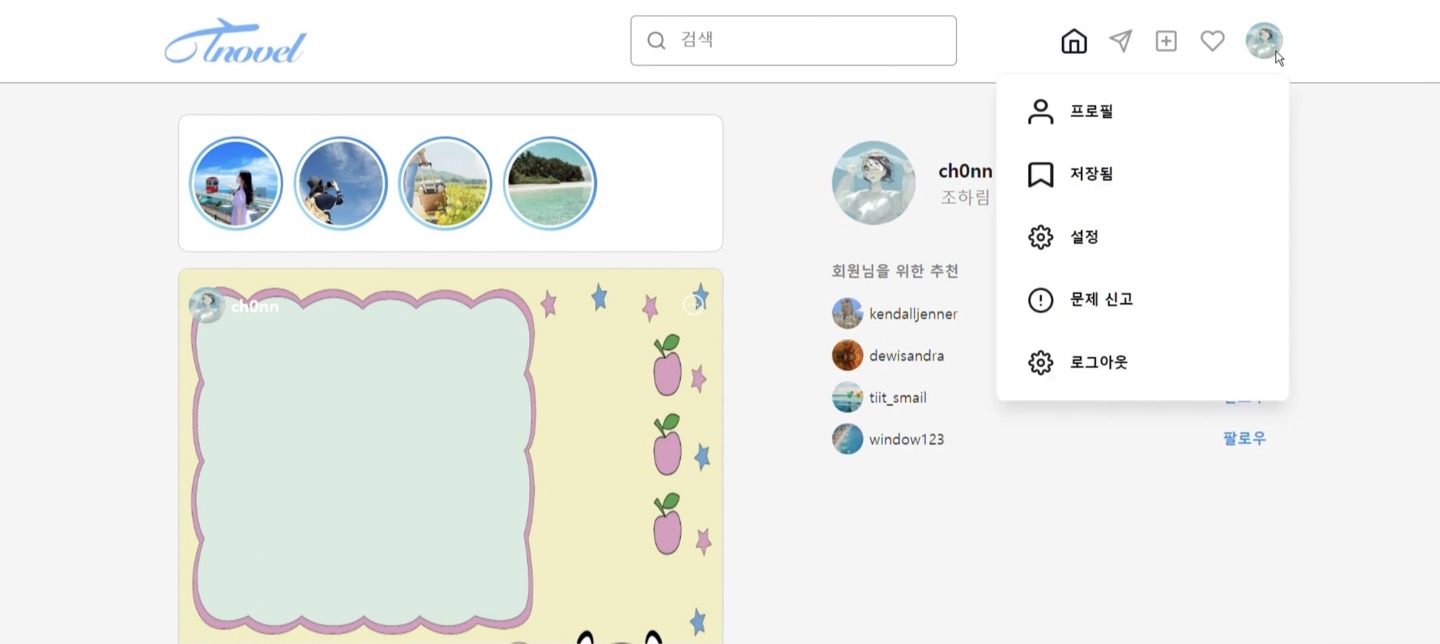 Tnovel
검색
프로필
저장됨
설정
문제 신고
로그아웃
ch0nn
조하림
회원님을 위한 추천
kendalljenner
dewisandra
tiit_smail
window123
팔로우
ch0nn